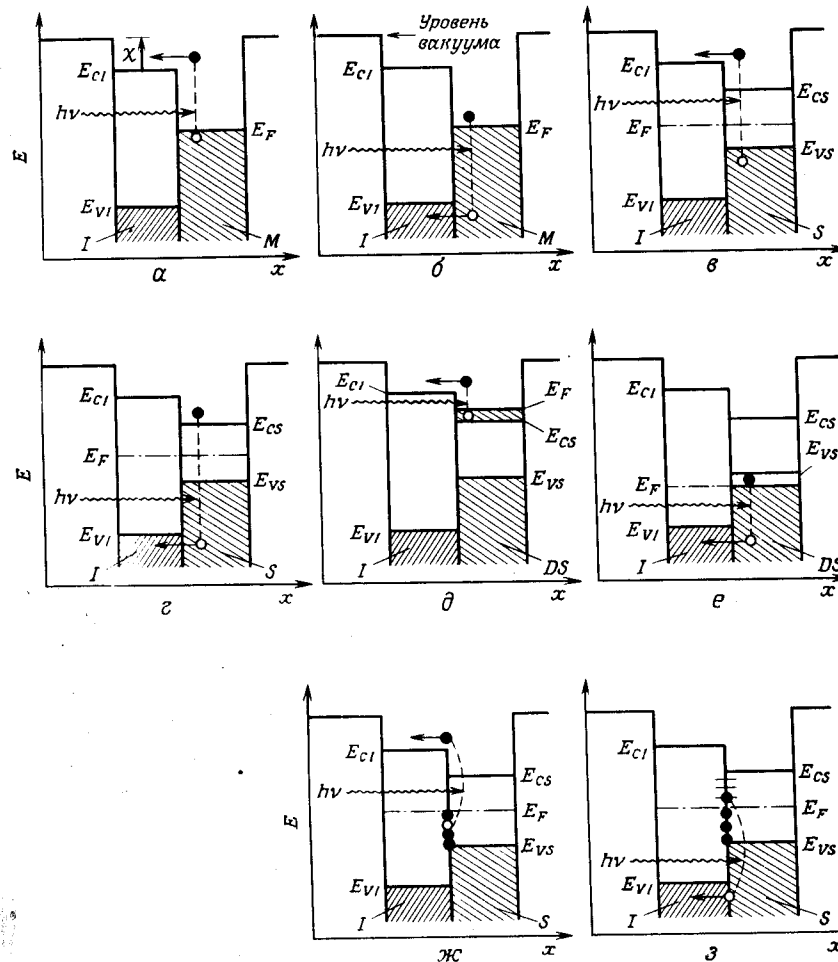 Уровень
вакуума
χ
E_CI
hν
E_F
E_VI
I
M
E
x
а
E_CI
hν
E_F
E_VI
I
M
x
б
E_CI
hν
E_CS
E_F
E_VS
E_VI
I
S
x
в
E_CI
E_CS
E_F
E_VS
hν
E_VI
I
S
E
x
г
E_CI
hν
E_F
E_CS
E_VS
E_VI
I
DS
x
д
E_CI
E_CS
E_VS
E_F
hν
E_VI
I
DS
x
е
E_CI
E_CS
hν
E_F
E_VS
E_VI
I
S
E
x
ж
E_CI
E_CS
E_F
E_VS
hν
E_VI
I
S
x
з